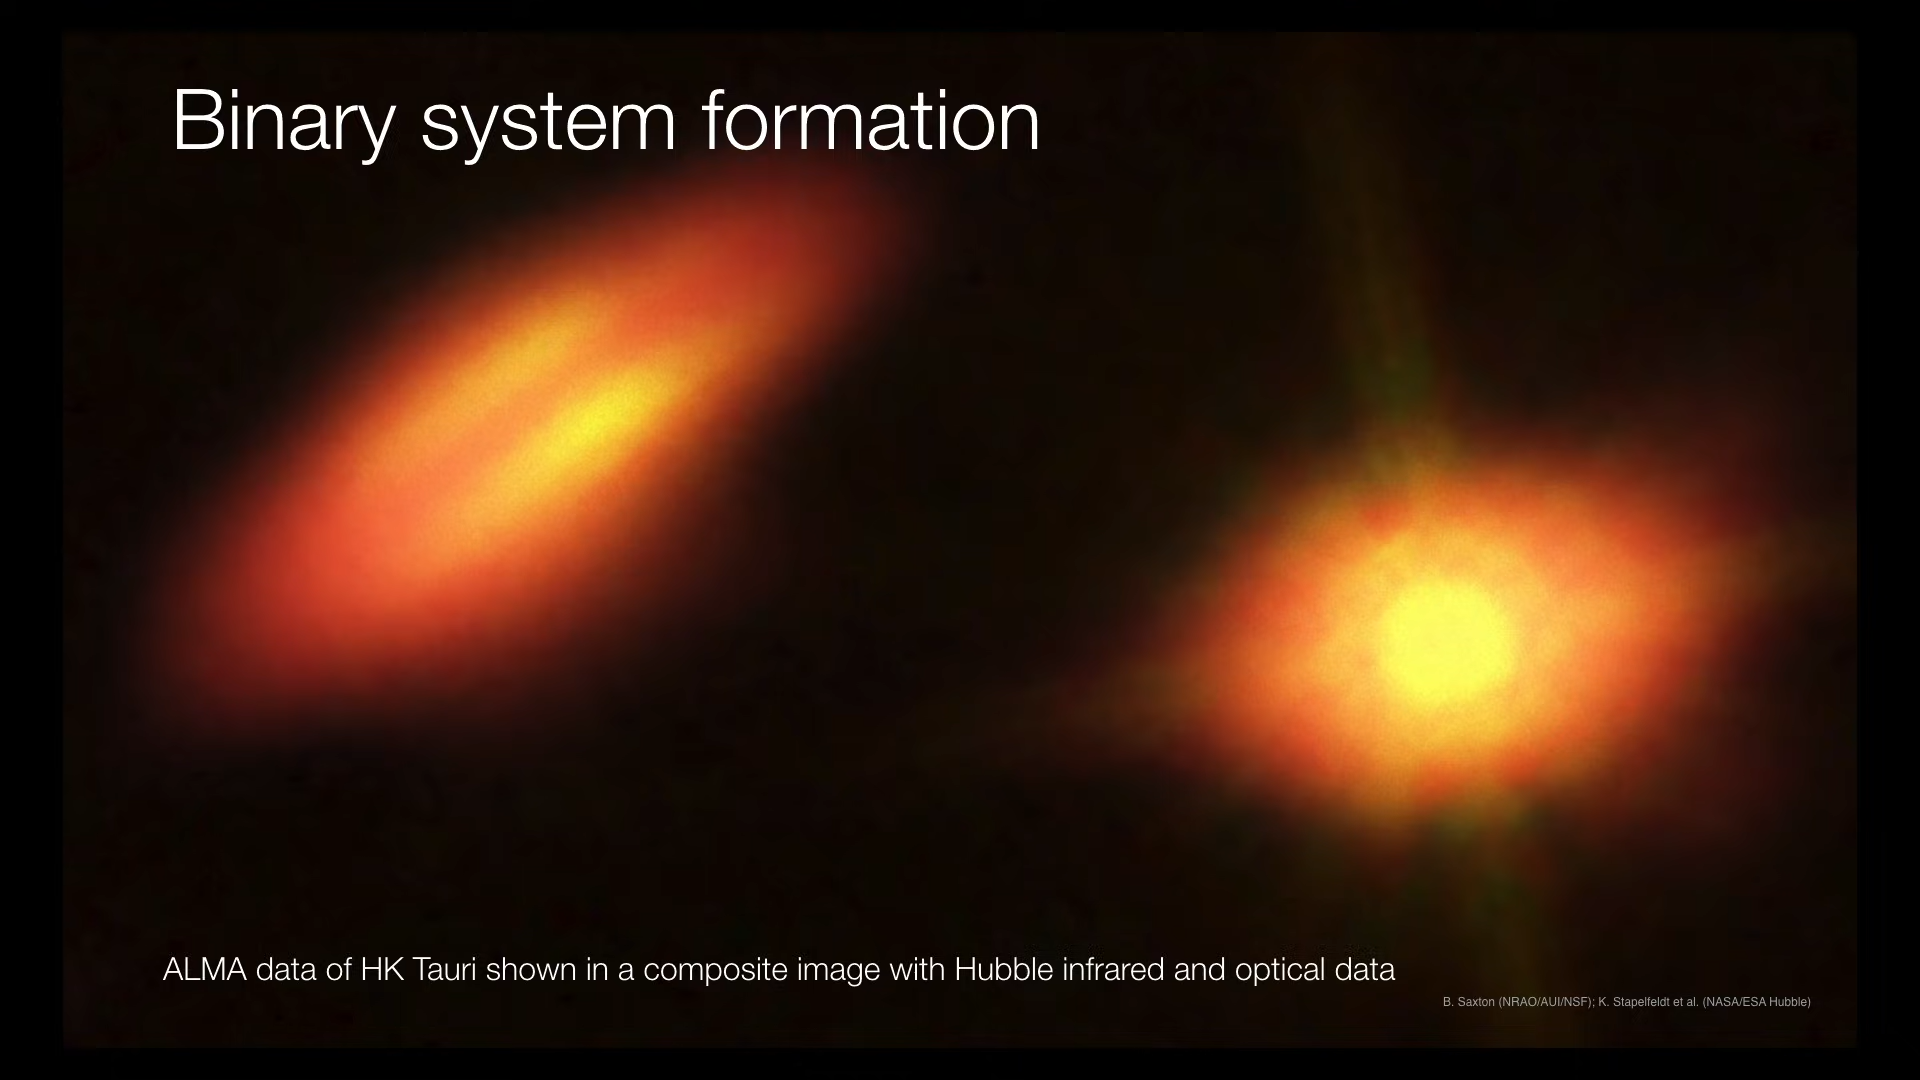 Binary system formation
ALMA data of HK Tauri shown in a composite image with Hubble infrared and optical data
B. Saxton (NRAO/AUI/NSF); K. Stapelfeldt et al. (NASA/ESA Hubble)